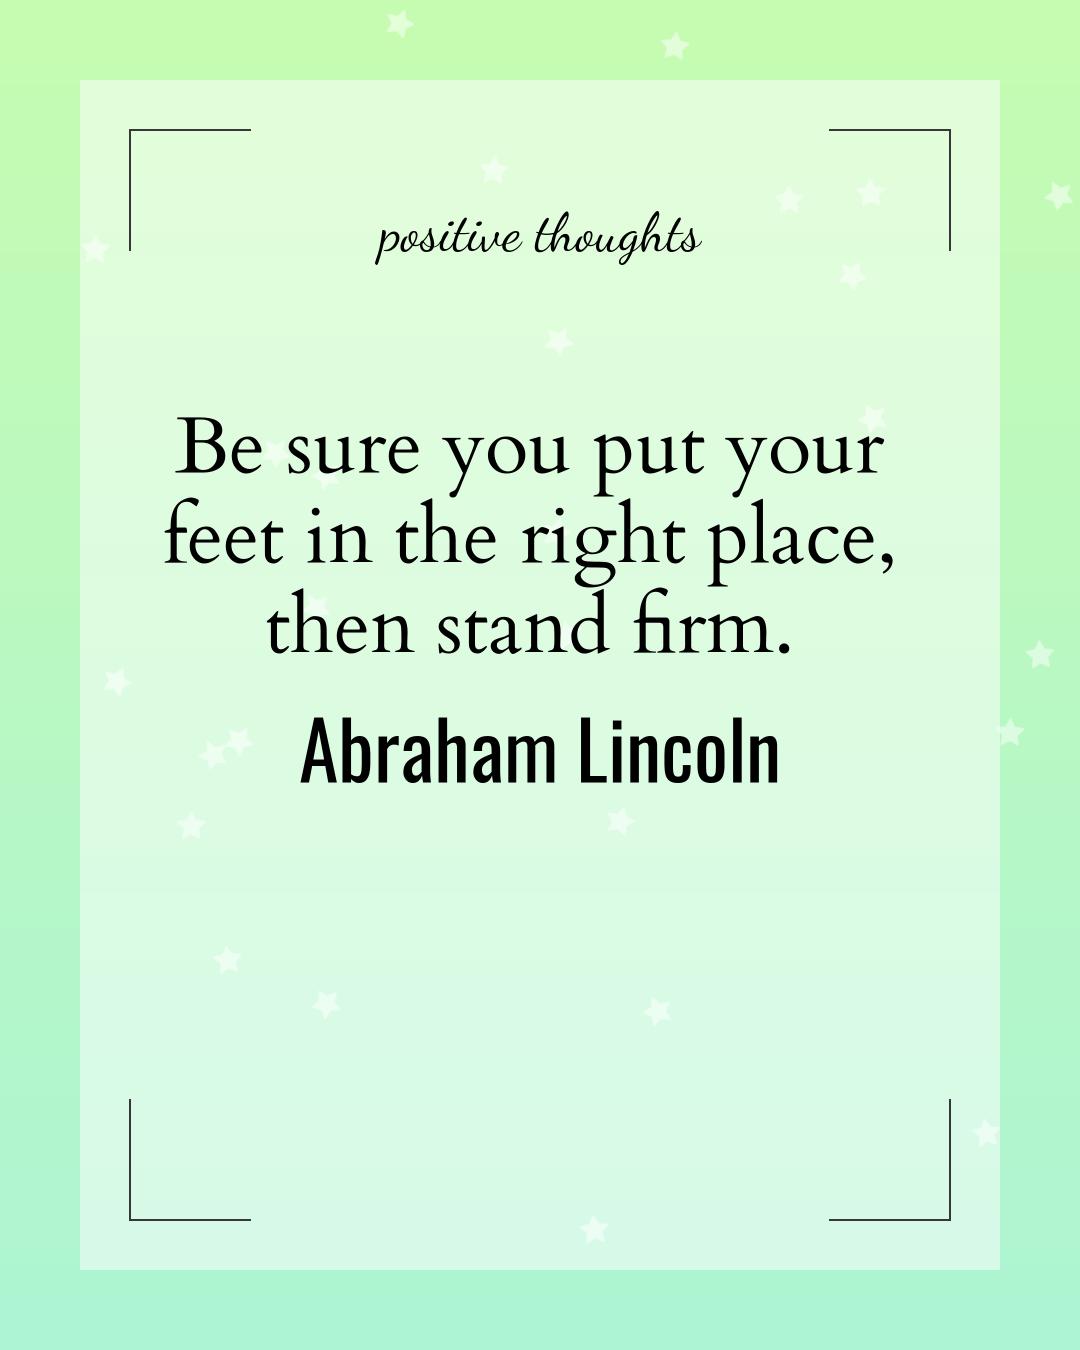 positive thoughts
Be sure you put your
feet in the right place,
then stand firm.
Abraham Lincoln